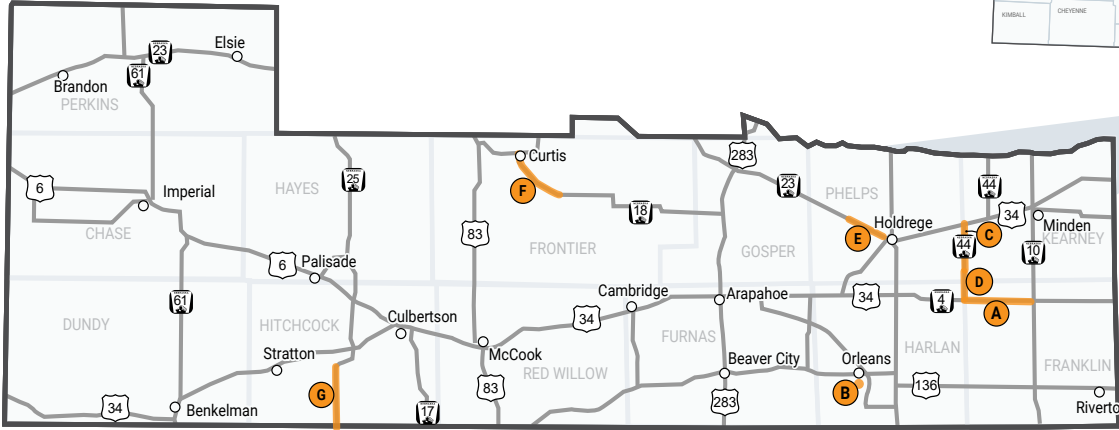 KIMBALL
CHEYENNE
Elsie
23
61
Brandon
PERKINS
283
Curtis
6
Imperial
HAYES
25
F
23
44
PHELPS
18
34
Minden
CHASE
83
FRONTIER
Holdrege
E
C
KEARNEY
GOSPER
44
10
6
Palisade
D
61
Cambridge
Arapahoe
34
4
A
DUNDY
HITCHCOCK
Culbertson
34
FURNAS
Stratton
McCook
RED WILLOW
Beaver City
Orleans
HARLAN
FRANKLIN
G
83
B
136
34
Benkelman
17
283
Riverto